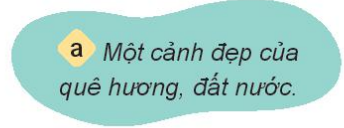 a Một cảnh đẹp của
quê hương, đất nước.